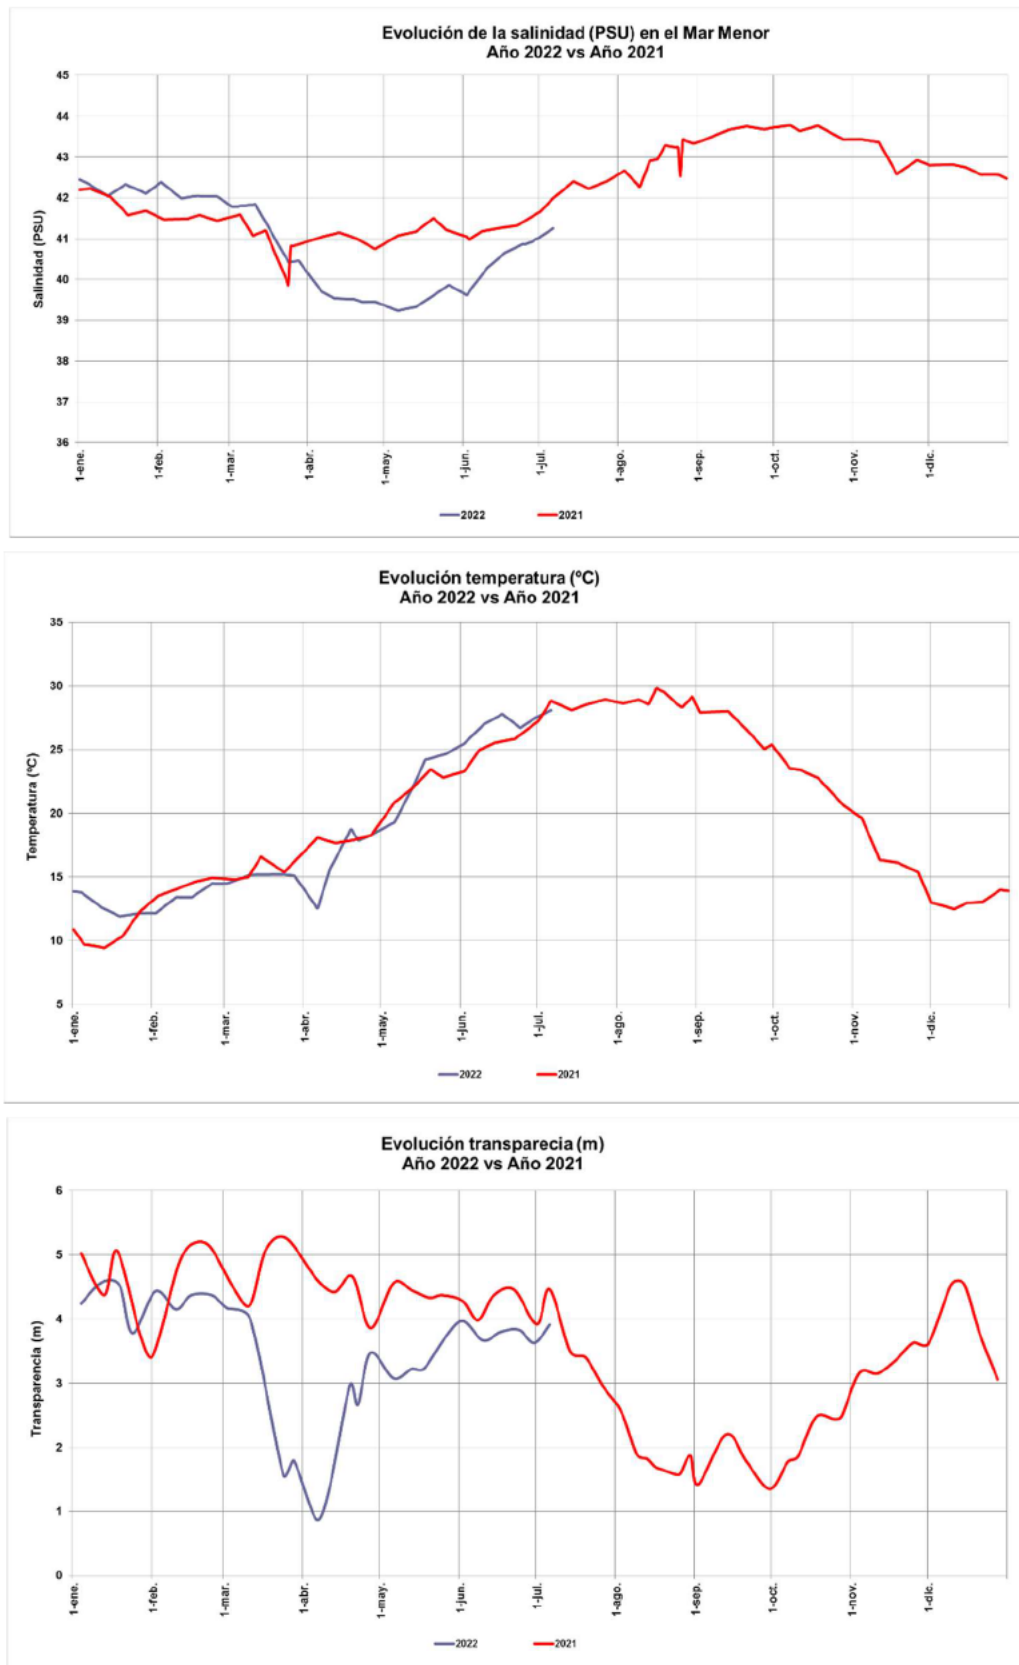 Evolución de la salinidad (PSU) en el Mar Menor
Año 2022 vs Año 2021
Salinidad (PSU)
45
44
43
42
41
40
39
38
37
36
1-ene.
1-feb.
1-mar.
1-abr.
1-may.
1-jun.
1-jul.
1-ago.
1-sep.
1-oct.
1-nov.
1-dic.
2022
2021
Evolución temperatura (ºC)
Año 2022 vs Año 2021
Temperatura (ºC)
35
30
25
20
15
10
5
1-ene.
1-feb.
1-mar.
1-abr.
1-may.
1-jun.
1-jul.
1-ago.
1-sep.
1-oct.
1-nov.
1-dic.
2022
2021
Evolución transparecia (m)
Año 2022 vs Año 2021
Transparencia (m)
6
5
4
3
2
1
0
1-ene.
1-feb.
1-mar.
1-abr.
1-may.
1-jun.
1-jul.
1-ago.
1-sep.
1-oct.
1-nov.
1-dic.
2022
2021